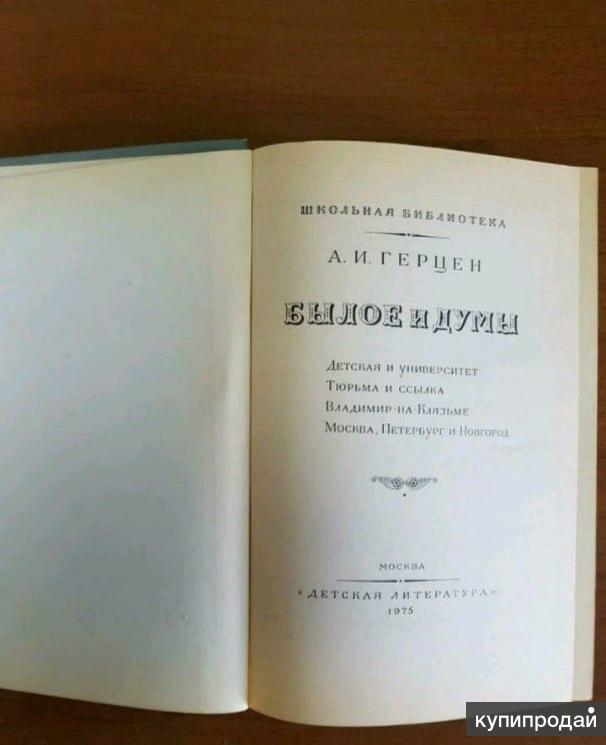 ШКОЛЬНАЯ БИБЛИОТЕКА
А. И. ГЕРЦЕН
БЫЛОЕ И ДУМЫ
ДЕТСКАЯ И УНИВЕРСИТЕТ
ТЮРЬМА И ССЫЛКА
ВЛАДИМИР-НА-КЛЯЗЬМЕ
МОСКВА, ПЕТЕРБУРГ И НОВГОРОД
МОСКВА
"ДЕТСКАЯ ЛИТЕРАТУРА"
1975
купипродай